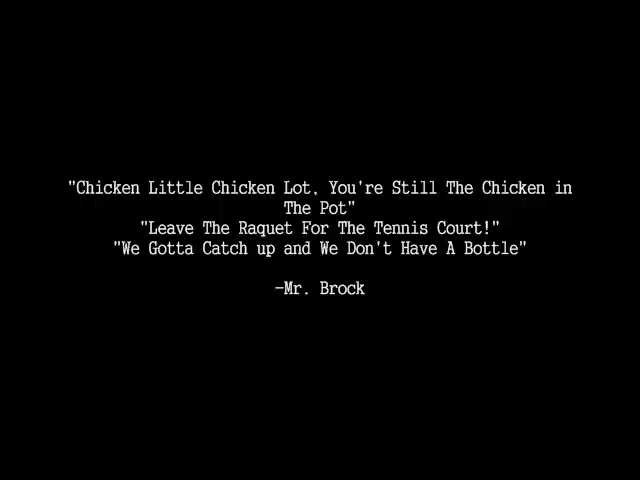 "Chicken Little Chicken Lot, You're Still The Chicken in
The Pot"
"Leave The Raquet For The Tennis Court!"
"We Gotta Catch up and We Don't Have A Bottle"
-Mr. Brock